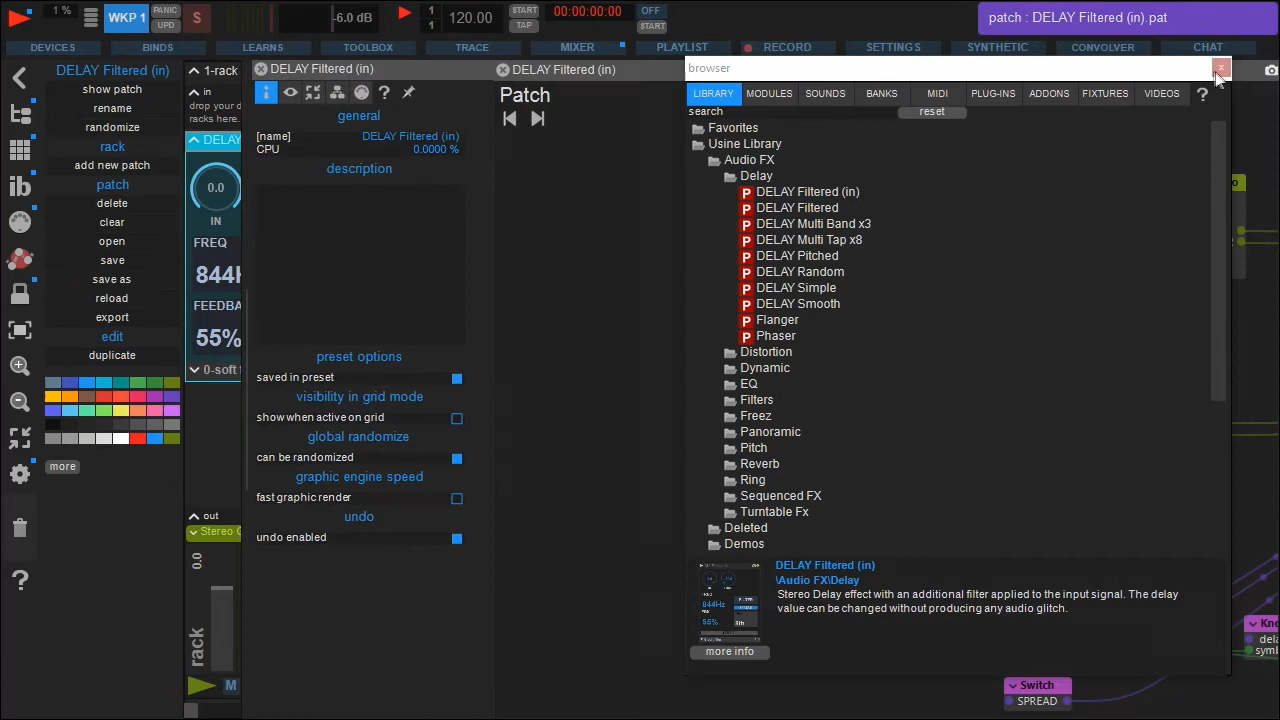 1 %
WKP 1
PANIC
UPD
S
-6.0 dB
1
1
120.00
START
TAP
00:00:00:00
OFF
START
patch : DELAY Filtered (in).pat
DEVICES
BINDS
LEARNS
TOOLBOX
TRACE
MIXER
PLAYLIST
RECORD
SETTINGS
SYNTHETIC
CONVOLVER
CHAT
DELAY Filtered (in)
show patch
rename
randomize
rack
add new patch
patch
delete
clear
open
save
save as
reload
export
edit
duplicate
more
ib
?
1-rack
in
drop your
racks here.
DELAY
0.0
IN
FREQ
844H
FEEDBA
55%
0-soft
out
Stereo
0.0
rack
M
DELAY Filtered (in)
i
?
general
[name] DELAY Filtered (in)
CPU 0.0000 %
description
preset options
saved in preset
visibility in grid mode
show when active on grid
global randomize
can be randomized
graphic engine speed
fast graphic render
undo
undo enabled
DELAY Filtered (in)
Patch
browser
x
LIBRARY
MODULES
SOUNDS
BANKS
MIDI
PLUG-INS
ADDONS
FIXTURES
VIDEOS
?
search
reset
Favorites
Usine Library
Audio FX
Delay
P DELAY Filtered (in)
P DELAY Filtered
P DELAY Multi Band x3
P DELAY Multi Tap x8
P DELAY Pitched
P DELAY Random
P DELAY Simple
P DELAY Smooth
P Flanger
P Phaser
Distortion
Dynamic
EQ
Filters
Freez
Panoramic
Pitch
Reverb
Ring
Sequenced FX
Turntable Fx
Deleted
Demos
844Hz
55%
DELAY Filtered (in)
\Audio FX\Delay
Stereo Delay effect with an additional filter applied to the input signal. The delay
value can be changed without producing any audio glitch.
more info
Kn
dela
symb
Switch
SPREAD